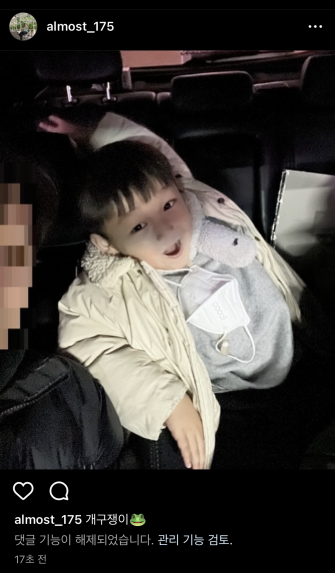 almost_175
almost_175 개구쟁이🐸
댓글 기능이 해제되었습니다. 관리 기능 검토.
17초 전